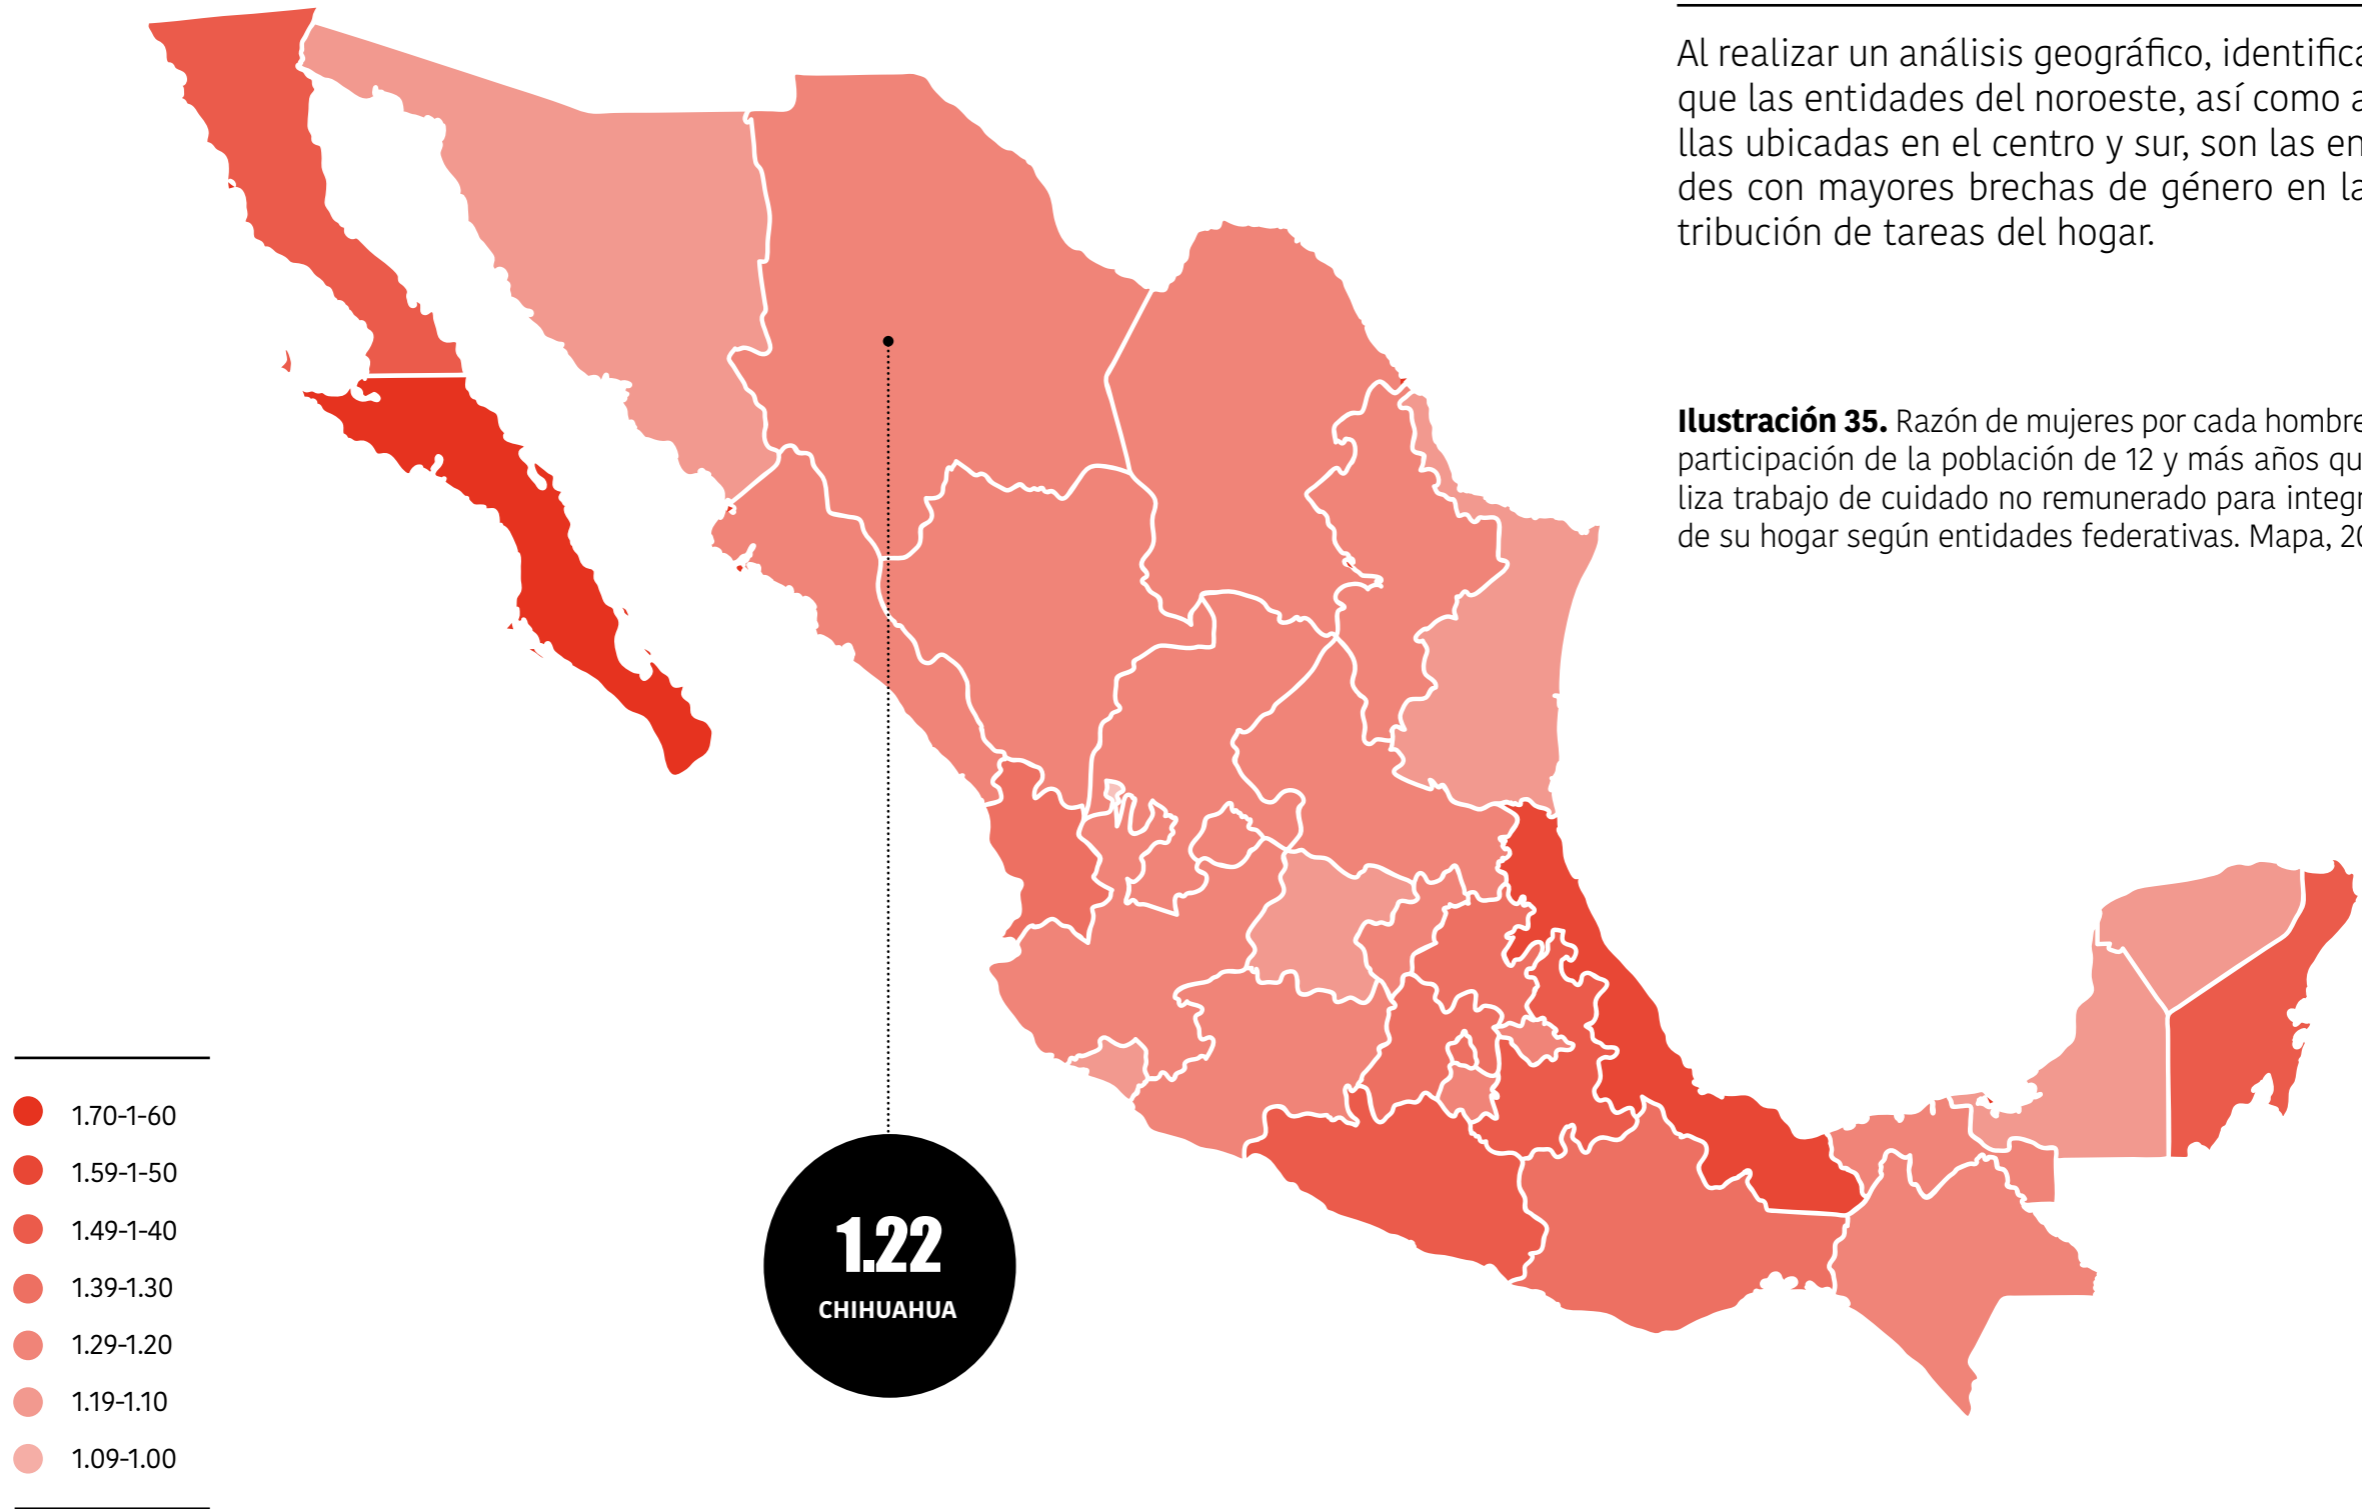 Al realizar un análisis geográfico, identifica
que las entidades del noroeste, así como a
llas ubicadas en el centro y sur, son las en
des con mayores brechas de género en la
tribución de tareas del hogar.
Ilustración 35. Razón de mujeres por cada hombre
participación de la población de 12 y más años qu
liza trabajo de cuidado no remunerado para integr
de su hogar según entidades federativas. Mapa, 20
1.70-1-60
1.59-1-50
1.49-1-40
1.39-1.30
1.29-1.20
1.19-1.10
1.09-1.00
1.22
CHIHUAHUA